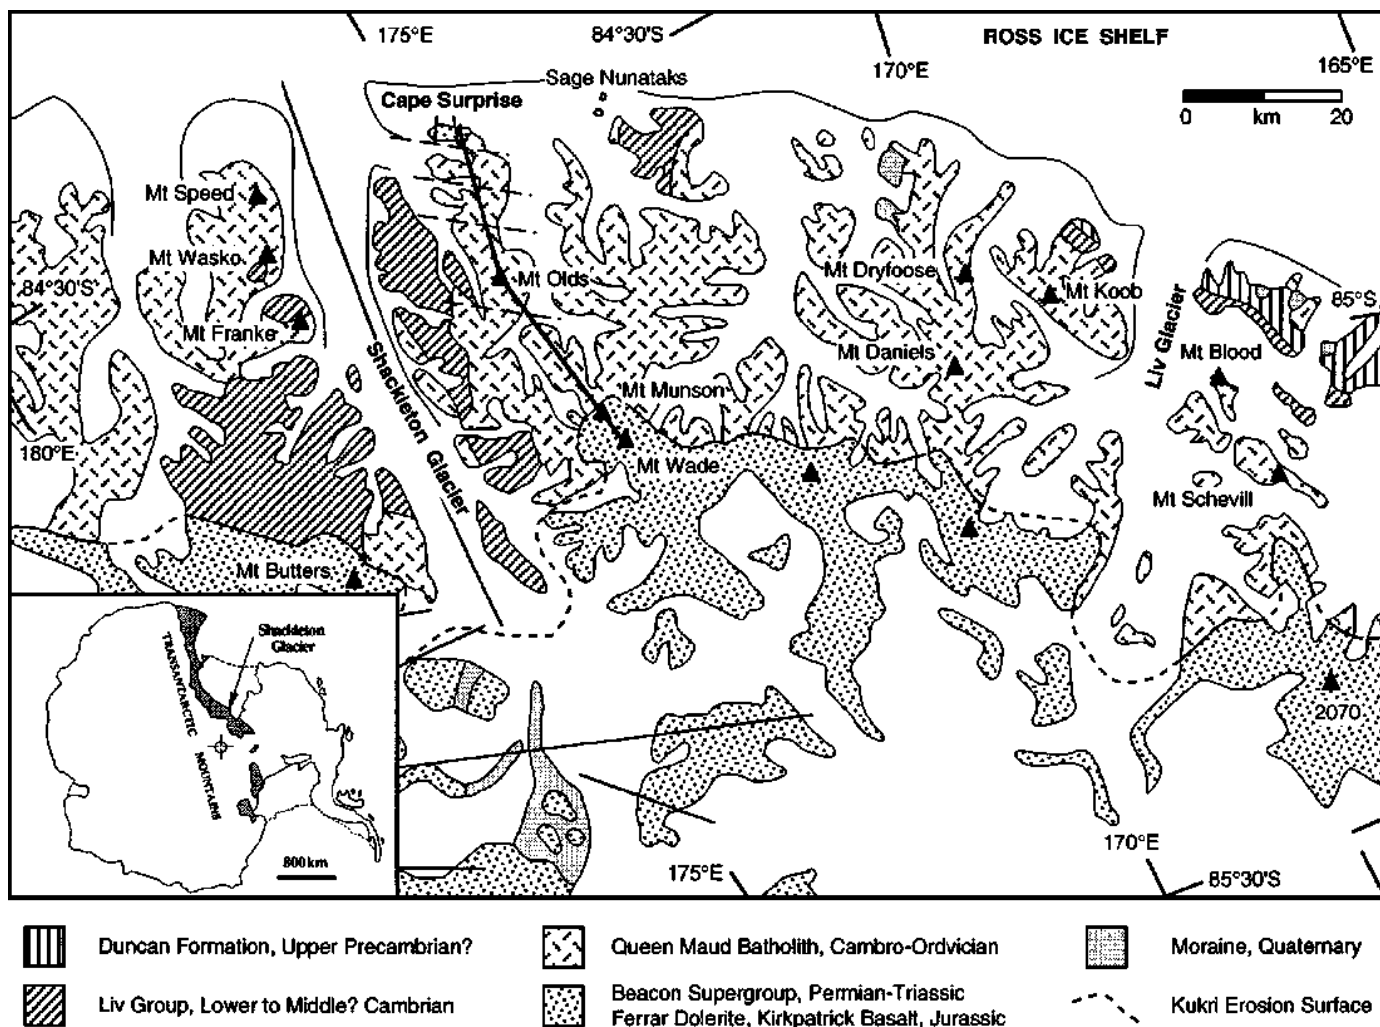 175°E
84°30'S
ROSS ICE SHELF
170°E
165°E
Sage Nunataks
Cape Surprise
0 km 20
Mt Speed
Mt Wasko
Mt Olds
Mt Dryfoose
Mt Koob
84°30'S
85°S
Mt Franke
Shackleton Glacier
Mt Daniels
Liv Glacier
Mt Blood
Mt Munson
180°E
Mt Wade
Mt Schevill
Mt Butters
Shackleton
Glacier
TRANSANTARCTIC MOUNTAINS
2070
800 km
175°E
170°E
85°30'S
Duncan Formation, Upper Precambrian?
Queen Maud Batholith, Cambro-Ordvician
Moraine, Quaternary
Liv Group, Lower to Middle? Cambrian
Beacon Supergroup, Permian-Triassic
Ferrar Dolerite, Kirkpatrick Basalt, Jurassic
Kukri Erosion Surface